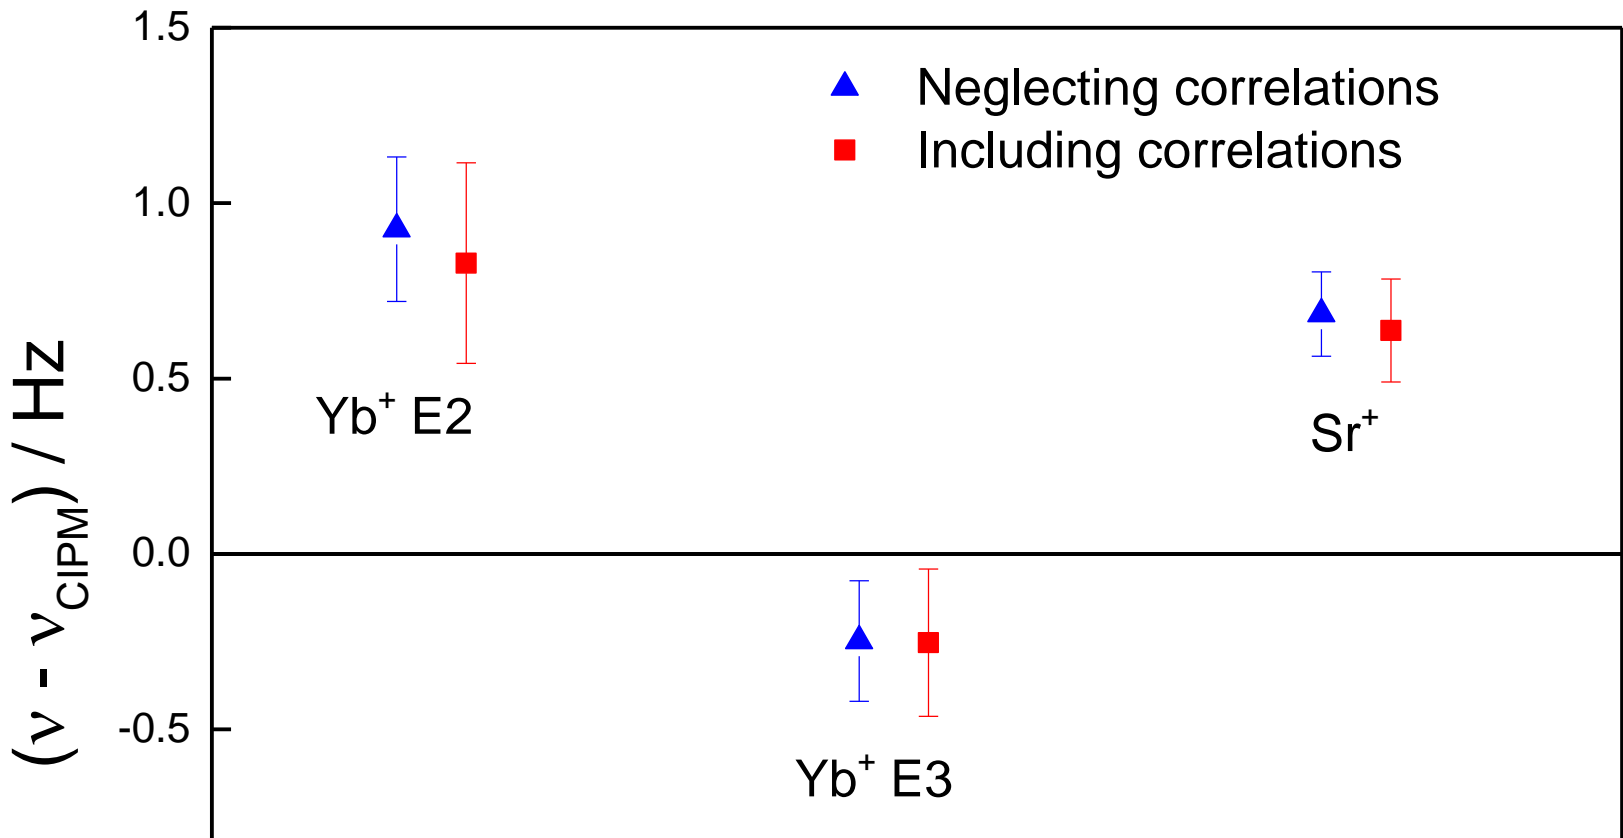 1.5
1.0
0.5
0.0
-0.5
(ν - ν_CIPM) / Hz
Neglecting correlations
Including correlations
Yb⁺ E2
Sr⁺
Yb⁺ E3